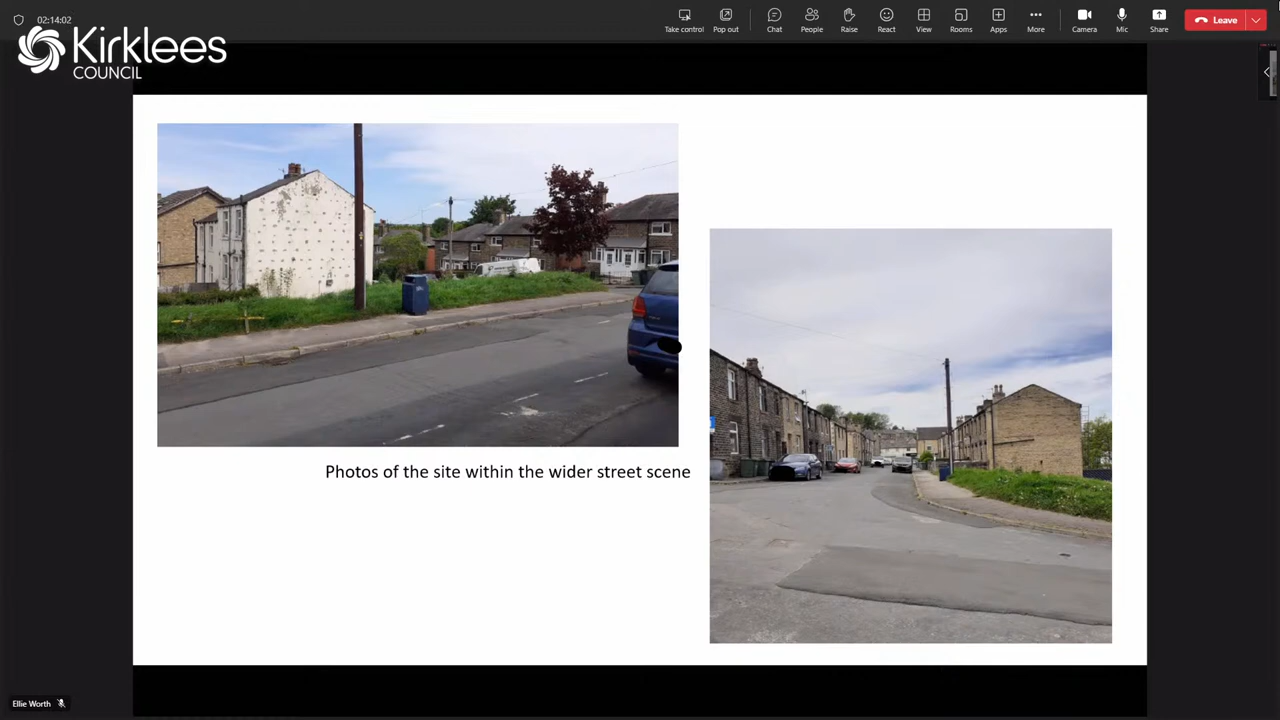 02:14:02
Take control
Pop out
Chat
People
Raise
React
View
Rooms
Apps
More
Camera
Mic
Share
Leave
Kirklees
COUNCIL
Photos of the site within the wider street scene
Ellie Worth